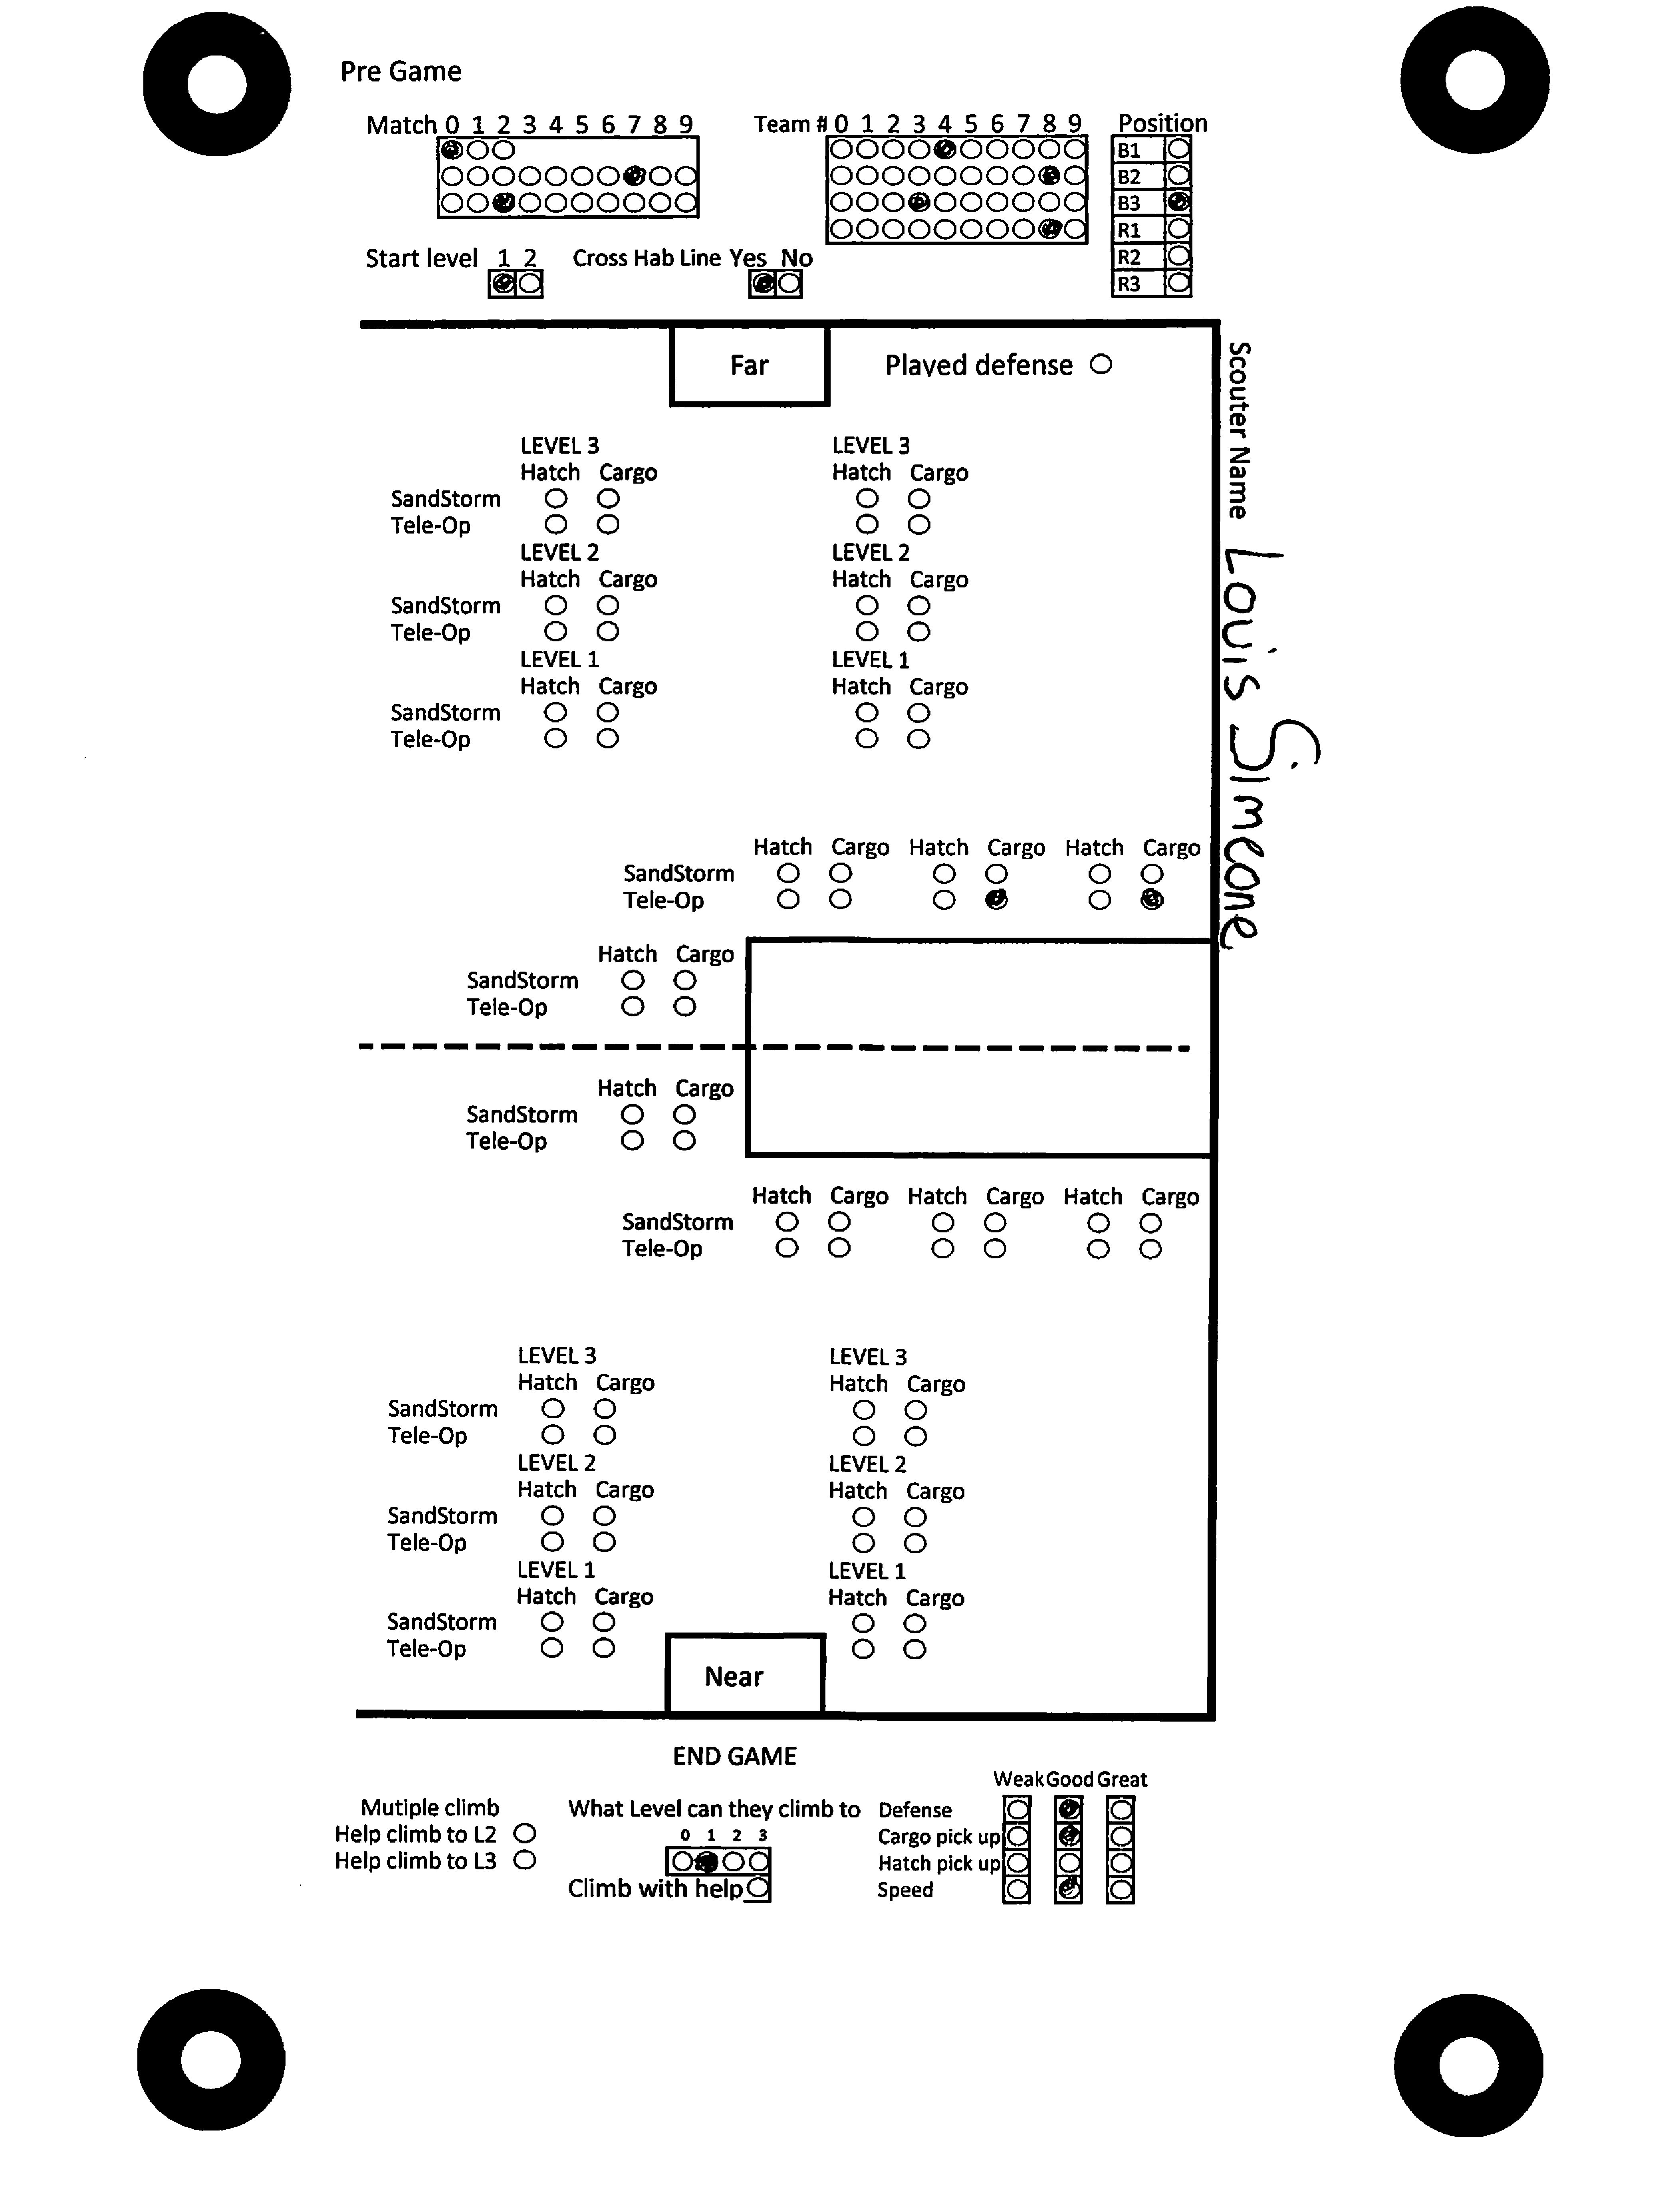 Pre Game
Match 0 1 2 3 4 5 6 7 8 9
Team # 0 1 2 3 4 5 6 7 8 9
Position
B1
B2
B3
R1
R2
R3
Start level 1 2
Cross Hab Line Yes No
Far
Played defense
Scouter Name Louis Simeone
LEVEL 3 LEVEL 3
Hatch Cargo Hatch Cargo
SandStorm
Tele-Op
LEVEL 2 LEVEL 2
Hatch Cargo Hatch Cargo
SandStorm
Tele-Op
LEVEL 1 LEVEL 1
Hatch Cargo Hatch Cargo
SandStorm
Tele-Op
Hatch Cargo Hatch Cargo Hatch Cargo
SandStorm
Tele-Op
Hatch Cargo
SandStorm
Tele-Op
Hatch Cargo
SandStorm
Tele-Op
Hatch Cargo Hatch Cargo Hatch Cargo
SandStorm
Tele-Op
LEVEL 3 LEVEL 3
Hatch Cargo Hatch Cargo
SandStorm
Tele-Op
LEVEL 2 LEVEL 2
Hatch Cargo Hatch Cargo
SandStorm
Tele-Op
LEVEL 1 LEVEL 1
Hatch Cargo Hatch Cargo
SandStorm
Tele-Op
Near
END GAME
Mutiple climb
Help climb to L2
Help climb to L3
What Level can they climb to
0 1 2 3
Climb with help
Weak Good Great
Defense
Cargo pick up
Hatch pick up
Speed